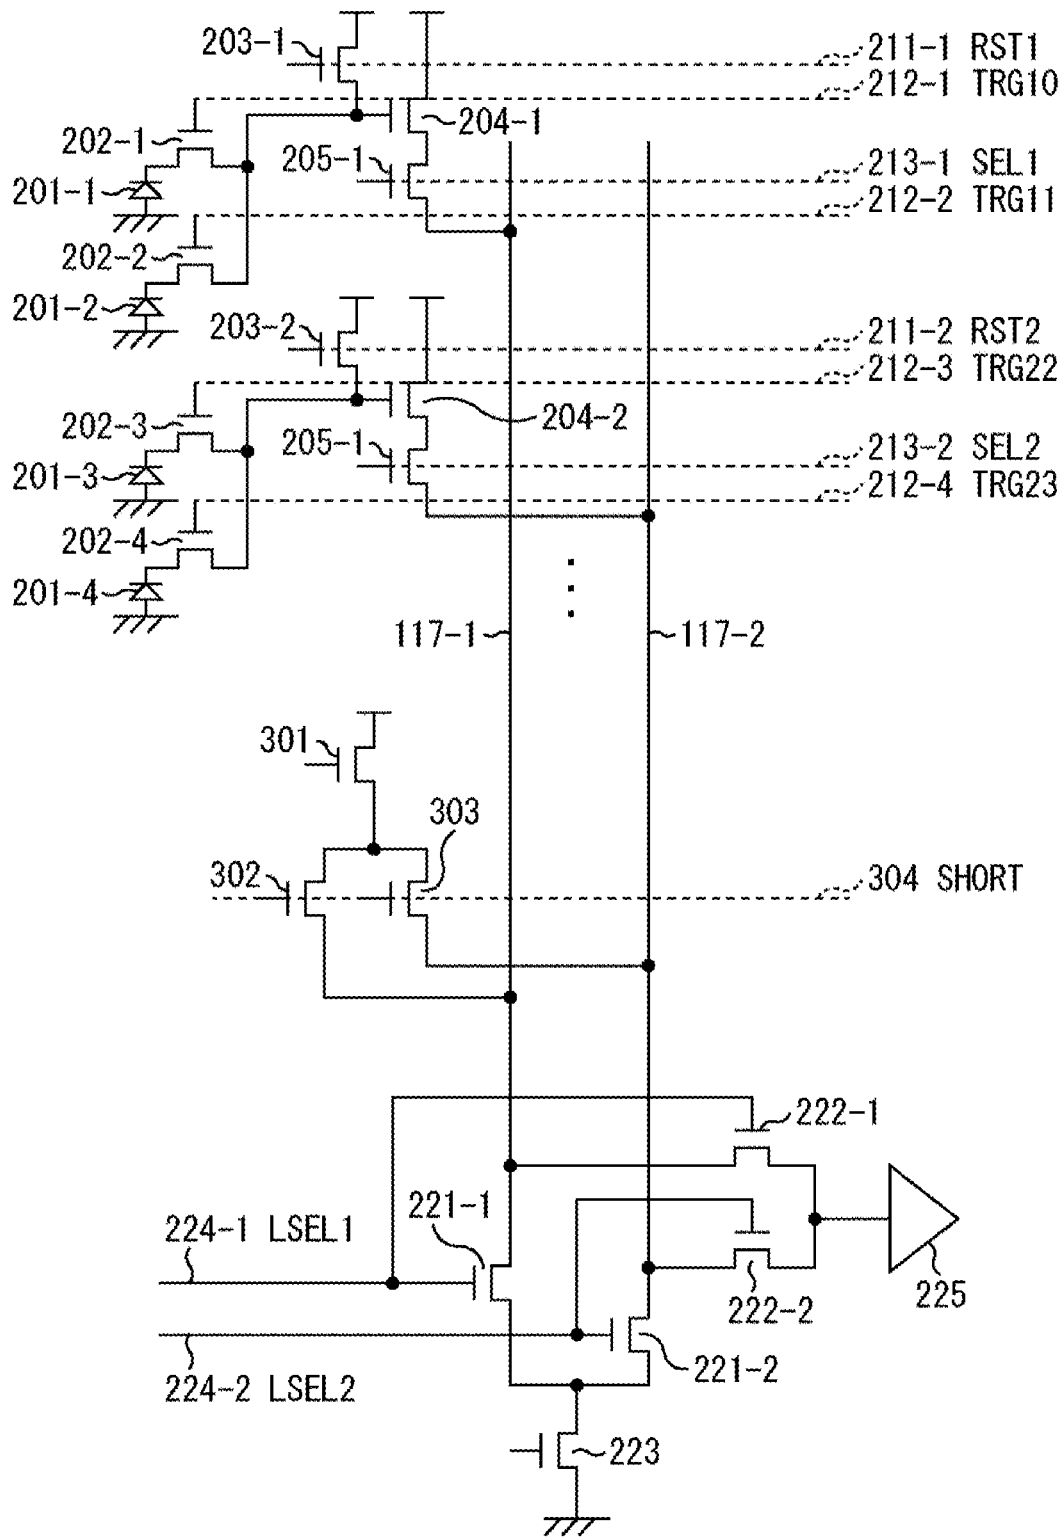 203-1
211-1 RST1
212-1 TRG10
202-1
204-1
205-1
213-1 SEL1
201-1
212-2 TRG11
202-2
201-2
203-2
211-2 RST2
212-3 TRG22
202-3
204-2
205-1
213-2 SEL2
201-3
212-4 TRG23
202-4
201-4
117-1
117-2
301
303
302
304 SHORT
222-1
221-1
224-1 LSEL1
225
222-2
221-2
224-2 LSEL2
223